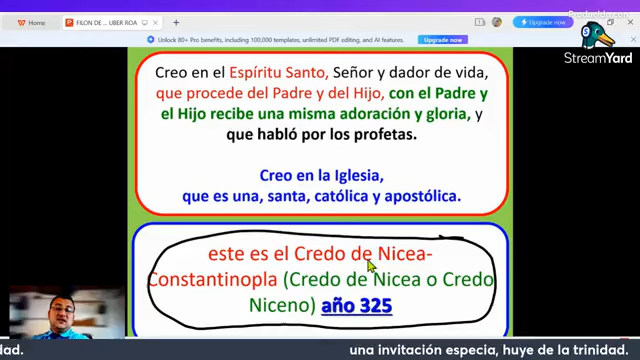 Home
FILON DE ... UBER ROA
Upgrade now
Producido con
StreamYard
Unlock 80+ Pro benefits, including 100,000 templates, unlimited PDF editing, and AI features.
Upgrade now
Creo en el Espíritu Santo, Señor y dador de vida,
que procede del Padre y del Hijo, con el Padre y
el Hijo recibe una misma adoración y gloria, y
que habló por los profetas.
Creo en la Iglesia,
que es una, santa, católica y apostólica.
este es el Credo de Nicea-
Constantinopla (Credo de Nicea o Credo
Niceno) año 325
dad.
una invitación especia, huye de la trinidad.